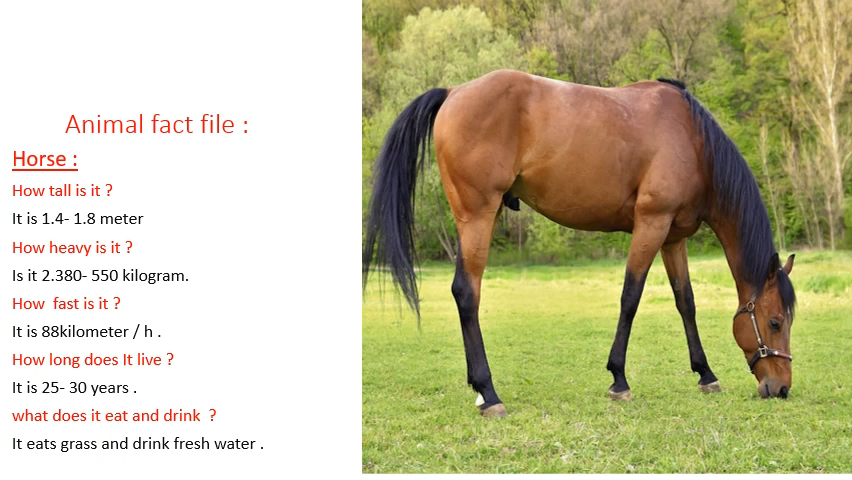 Animal fact file :
Horse :
How tall is it ?
It is 1.4- 1.8 meter
How heavy is it ?
Is it 2.380- 550 kilogram.
How  fast is it ?
It is 88kilometer / h .
How long does It live ?
It is 25- 30 years .
what does it eat and drink  ?
It eats grass and drink fresh water .